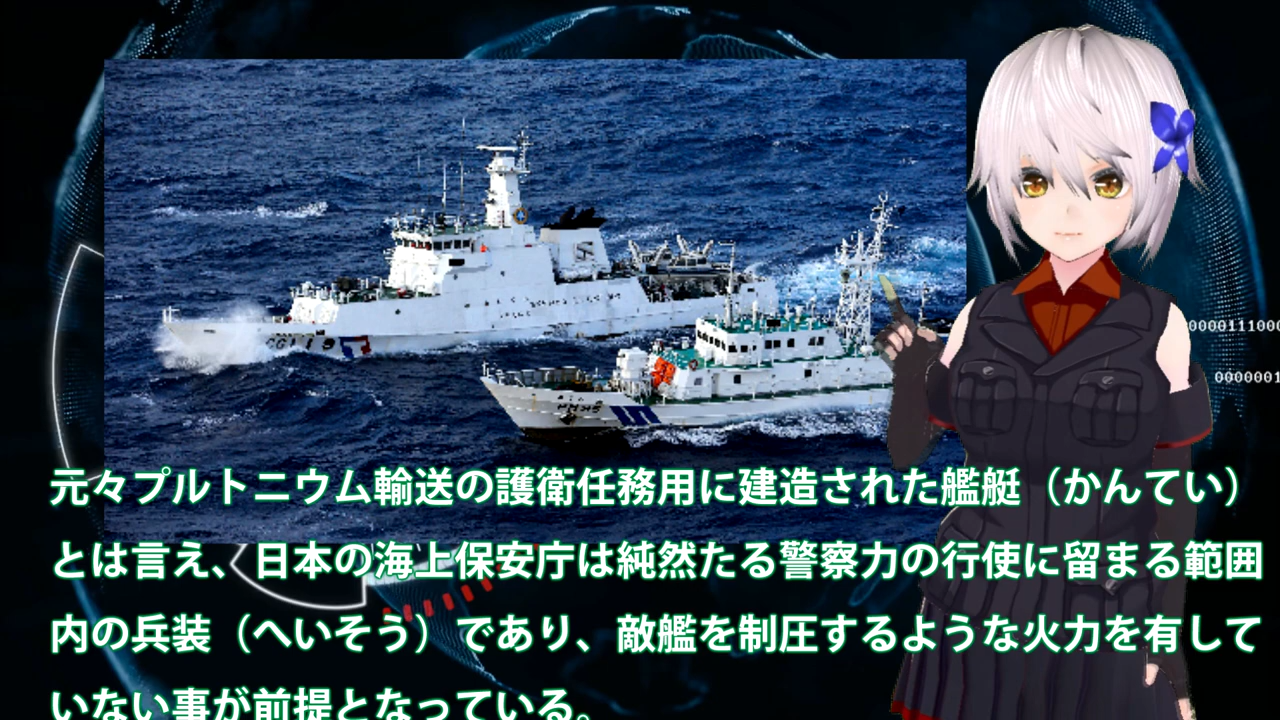 00001110000
0000001
CG119
元々プルトニウム輸送の護衛任務用に建造された艦艇（かんてい）
とは言え、日本の海上保安庁は純然たる警察力の行使に留まる範囲
内の兵装（へいそう）であり、敵艦を制圧するような火力を有して
いない事が前提となっている。